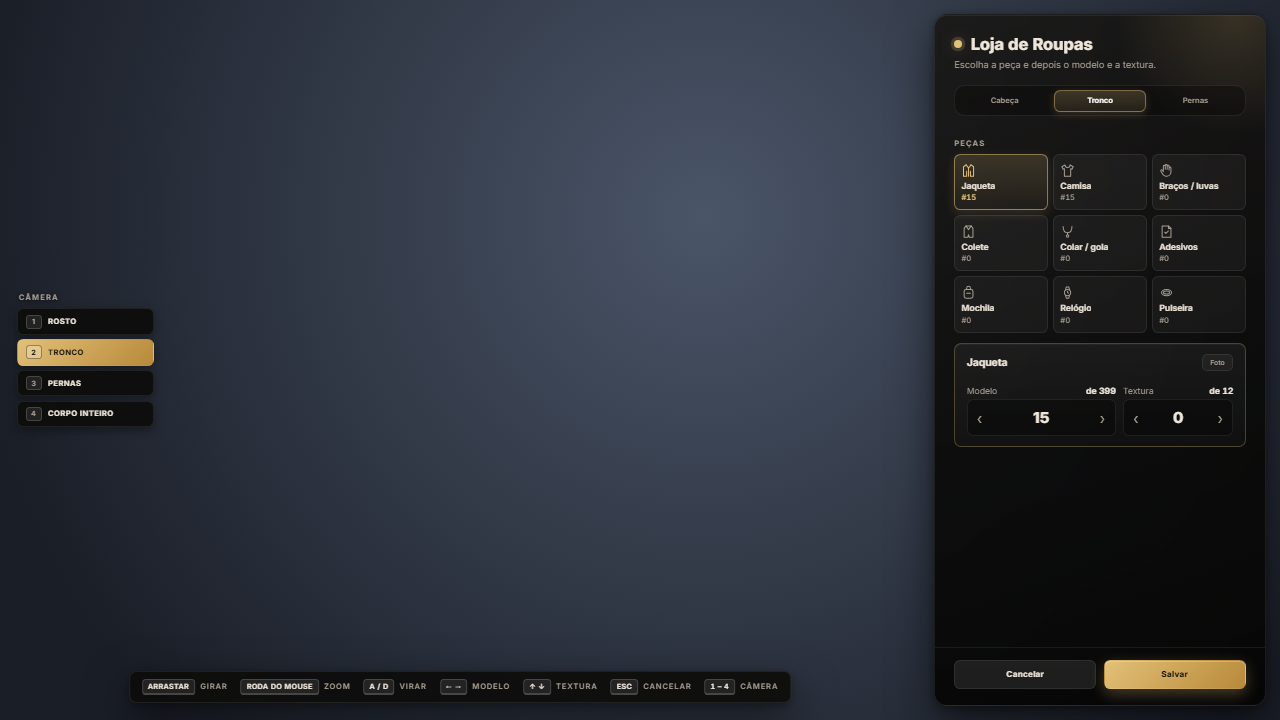 Loja de Roupas
Escolha a peça e depois o modelo e a textura.
Cabeça Tronco Pernas
PEÇAS
Jaqueta
#15
Camisa
#15
Braços / luvas
#0
Colete
#0
Colar / gola
#0
Adesivos
#0
Mochila
#0
Relógio
#0
Pulseira
#0
Jaqueta Foto
Modelo de 399 Textura de 12
‹ 15 › ‹ 0 ›
Cancelar Salvar
CÂMERA
1 ROSTO
2 TRONCO
3 PERNAS
4 CORPO INTEIRO
ARRASTAR GIRAR RODA DO MOUSE ZOOM A / D VIRAR ← → MODELO ↑ ↓ TEXTURA ESC CANCELAR 1 – 4 CÂMERA